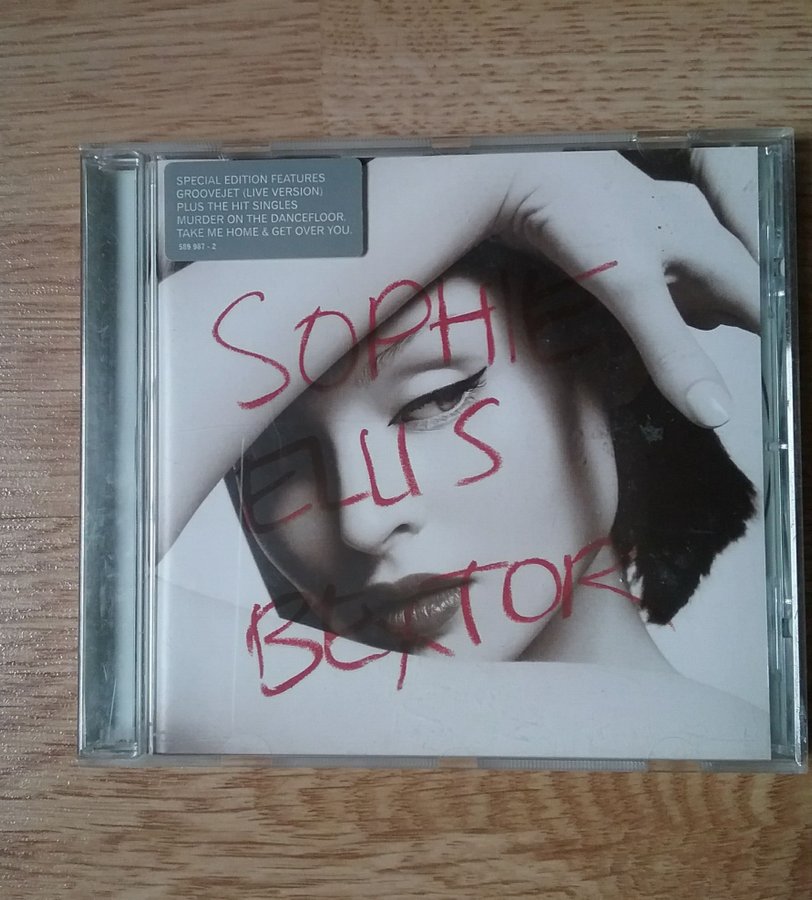 SPECIAL EDITION FEATURES
GROOVEJET (LIVE VERSION)
PLUS THE HIT SINGLES
MURDER ON THE DANCEFLOOR.
TAKE ME HOME & GET OVER YOU.
589 987 - 2
SOPHIE
ELLIS
BEXTOR